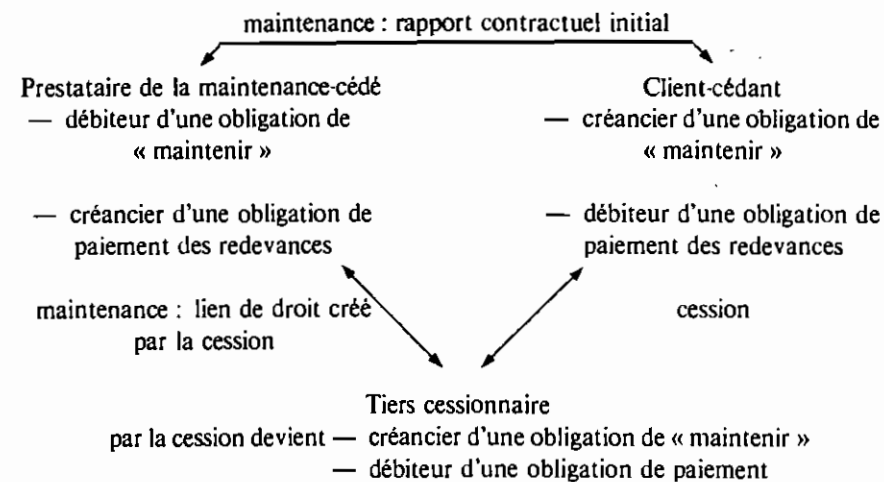 maintenance : rapport contractuel initial
Prestataire de la maintenance-cédé
— débiteur d'une obligation de
« maintenir »
— créancier d'une obligation de
paiement des redevances
Client-cédant
— créancier d'une obligation de
« maintenir »
— débiteur d'une obligation de
paiement des redevances
maintenance : lien de droit créé
par la cession
cession
Tiers cessionnaire
par la cession devient — créancier d'une obligation de « maintenir »
— débiteur d'une obligation de paiement